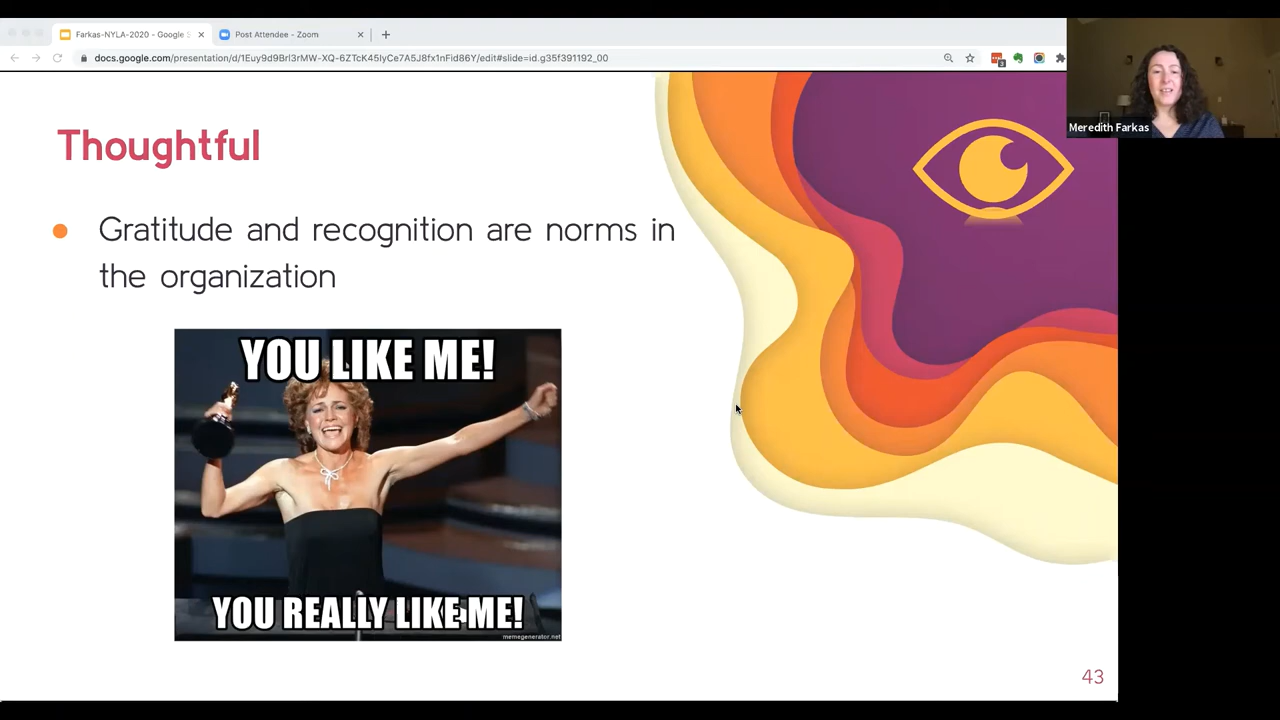 Farkas-NYLA-2020 - Google S
Post Attendee - Zoom
docs.google.com/presentation/d/1Euy9d9BrI3rMW-XQ-6ZTcK45IyCe7A5J8fx1nFid86Y/edit#slide=id.g35f391192_00
3
Meredith Farkas
Thoughtful
Gratitude and recognition are norms in
the organization
YOU LIKE ME!
YOU REALLY LIKE ME!
memegenerator.net
43